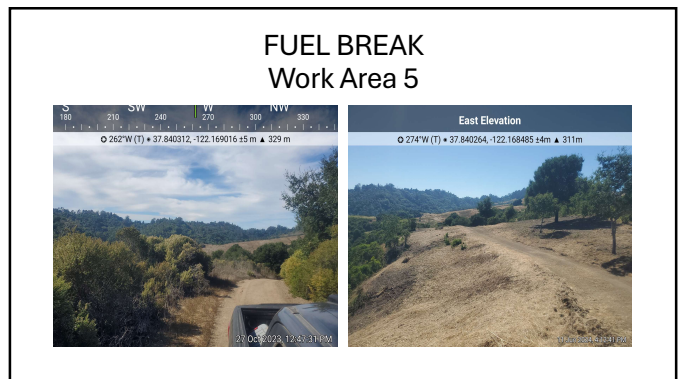 FUEL BREAK
Work Area 5
S SW W NW
180 210 240 270 300 330
262°W (T) ● 37.840312, -122.169016 ±5 m ▲ 329 m
27 Oct 2023, 12:47:31 PM
East Elevation
274°W (T) ● 37.840264, -122.168485 ±4m ▲ 311m